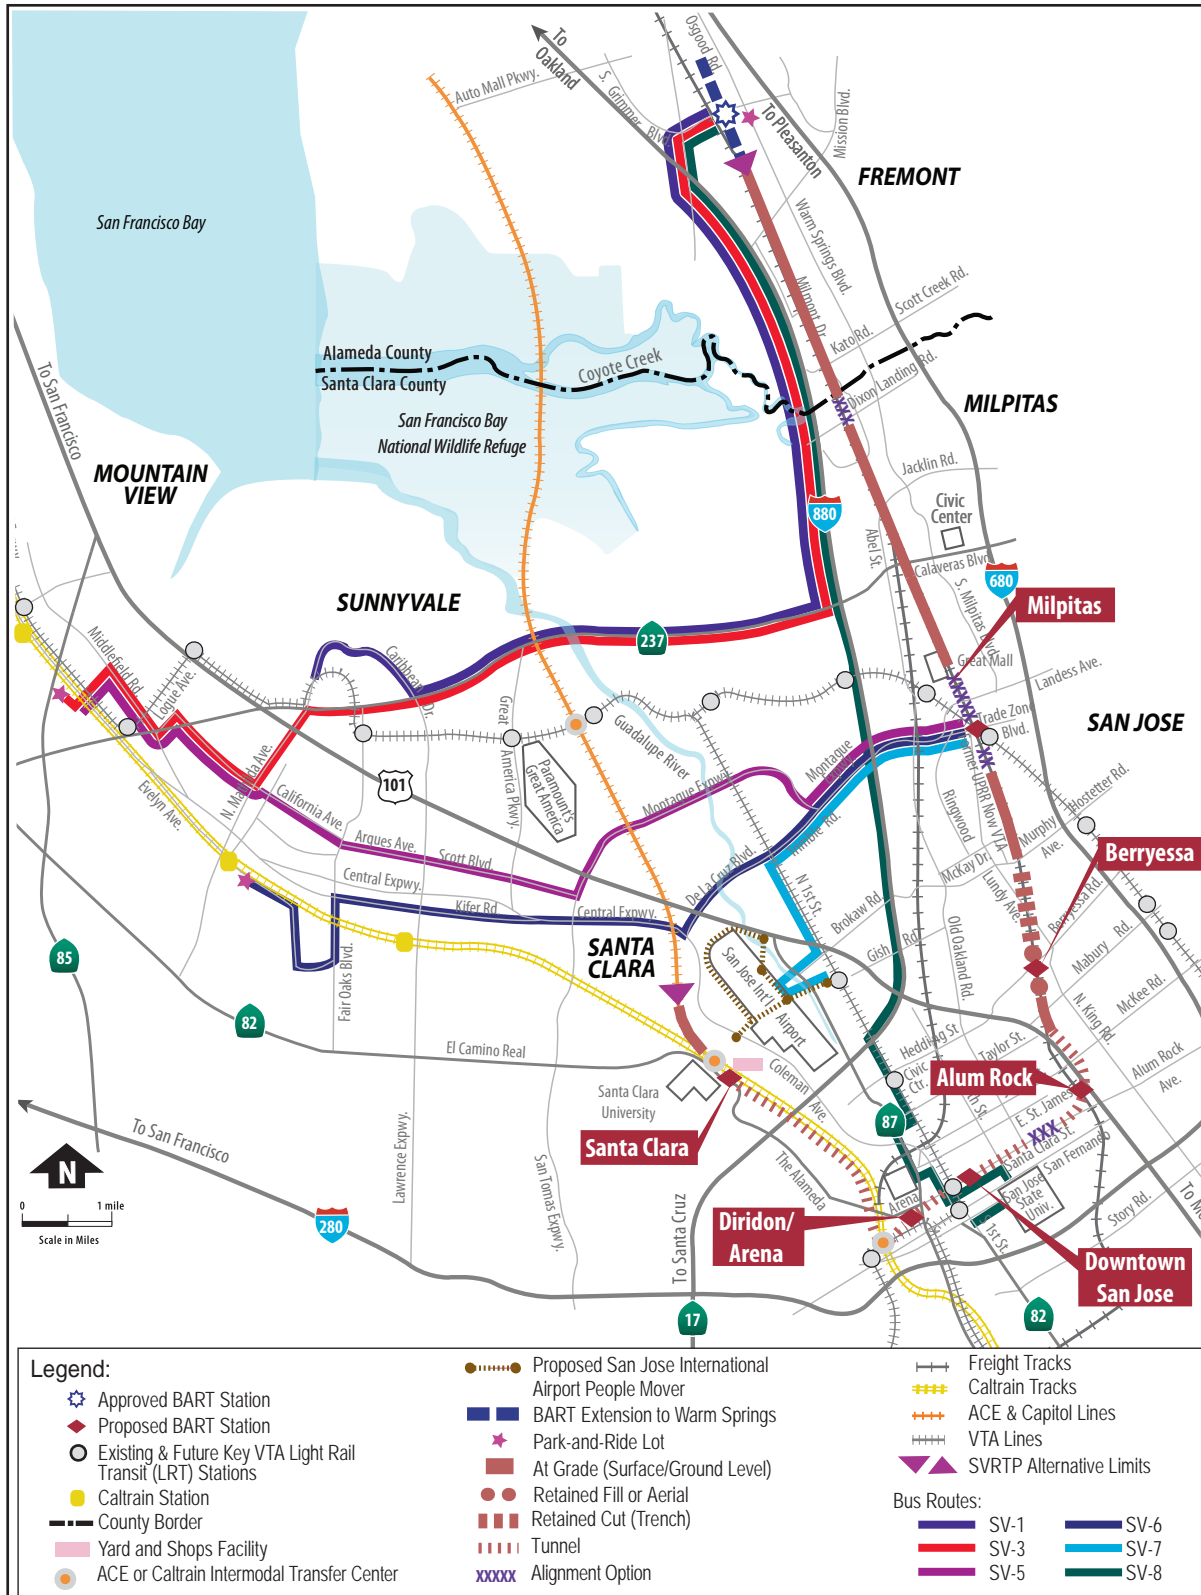 To Oakland
Osgood Rd.
Auto Mall Pkwy.
S. Grimmer Blvd.
To Pleasanton
Mission Blvd.
FREMONT
San Francisco Bay
Warm Springs Blvd.
Milmont Dr.
Scott Creek Rd.
Kato Rd.
Dixon Landing Rd.
Alameda County
Santa Clara County
Coyote Creek
To San Francisco
MILPITAS
San Francisco Bay
National Wildlife Refuge
MOUNTAIN
VIEW
Jacklin Rd.
Civic
Center
880
Abel St.
Calaveras Blvd.
680
SUNNYVALE
S. Milpitas Blvd.
Milpitas
237
Great Mall
Landess Ave.
Middlefield Rd.
Logue Ave.
Caribbean Dr.
Great America Pkwy.
Guadalupe River
SAN JOSE
Trade Zone
Blvd.
Montague Expwy.
N. Mathilda Ave.
101
Paramount's
Great America
Montague Expwy.
Former UPRR Now VTA
Hostetter Rd.
Evelyn Ave.
California Ave.
Trimble Rd.
Ringwood
Murphy Ave.
Arques Ave.
Scott Blvd.
McKay Dr.
Berryessa
Central Expwy.
De La Cruz Blvd.
N 1st St.
Lundy Ave.
Kifer Rd.
Central Expwy.
Brokaw Rd.
Berryessa Rd.
SANTA
CLARA
Gish Rd.
Old Oakland Rd.
Mabury Rd.
85
Fair Oaks Blvd.
San Jose Int'l Airport
McKee Rd.
N. King Rd.
82
Hedding St
Taylor St.
El Camino Real
Civic
Ctr.
Coleman Ave.
Alum Rock
Alum Rock Ave.
Santa Clara
University
E. St. James
To San Francisco
87
Santa Clara
Santa Clara St.
San Fernando
N
Lawrence Expwy.
San Tomas Expwy.
The Alameda
0 1 mile
Scale in Miles
Arena
San Jose
State
Univ.
280
To Santa Cruz
Diridon/
Arena
Story Rd.
1st St.
Downtown
San Jose
17
82
Legend:
Approved BART Station
Proposed BART Station
Existing & Future Key VTA Light Rail
Transit (LRT) Stations
Caltrain Station
County Border
Yard and Shops Facility
ACE or Caltrain Intermodal Transfer Center
Proposed San Jose International
Airport People Mover
BART Extension to Warm Springs
Park-and-Ride Lot
At Grade (Surface/Ground Level)
Retained Fill or Aerial
Retained Cut (Trench)
Tunnel
XXXXX Alignment Option
Freight Tracks
Caltrain Tracks
ACE & Capitol Lines
VTA Lines
SVRTP Alternative Limits
Bus Routes:
SV-1
SV-3
SV-5
SV-6
SV-7
SV-8